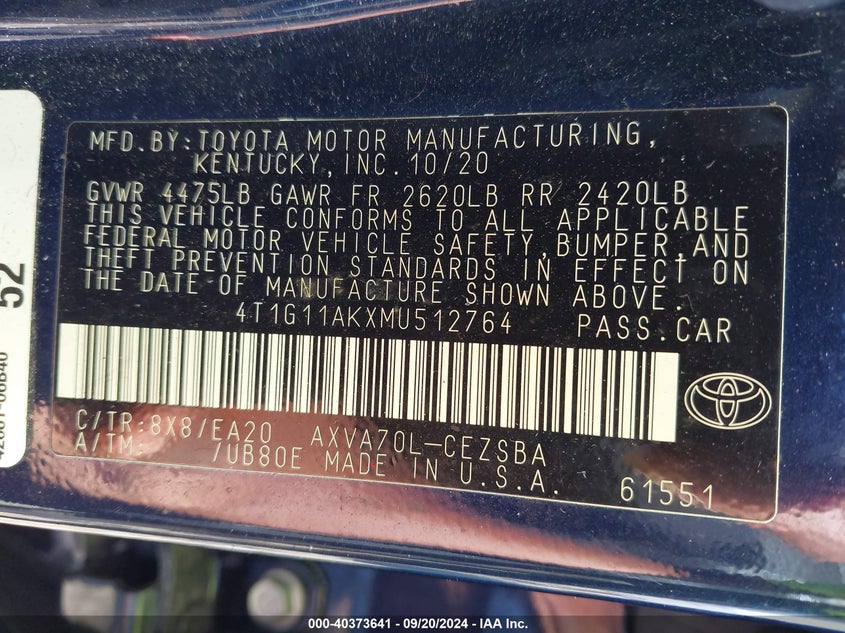 MFD.BY:TOYOTA MOTOR MANUFACTURING,
KENTUCKY,INC.10/20
GVWR 4475LB GAWR FR 2620LB RR 2420LB
THIS VEHICLE CONFORMS TO ALL APPLICABLE
FEDERAL MOTOR VEHICLE SAFETY,BUMPER,AND
THEFT PREVENTION STANDARDS IN EFFECT ON
THE DATE OF MANUFACTURE SHOWN ABOVE.
4T1G11AKXMU512764 PASS.CAR
C/TR:8X8/EA20 AXVA70L-CEZSBA
A/TM: /UB80E MADE IN U.S.A.
61551
52
000-40373641 - 09/20/2024 - IAA Inc.